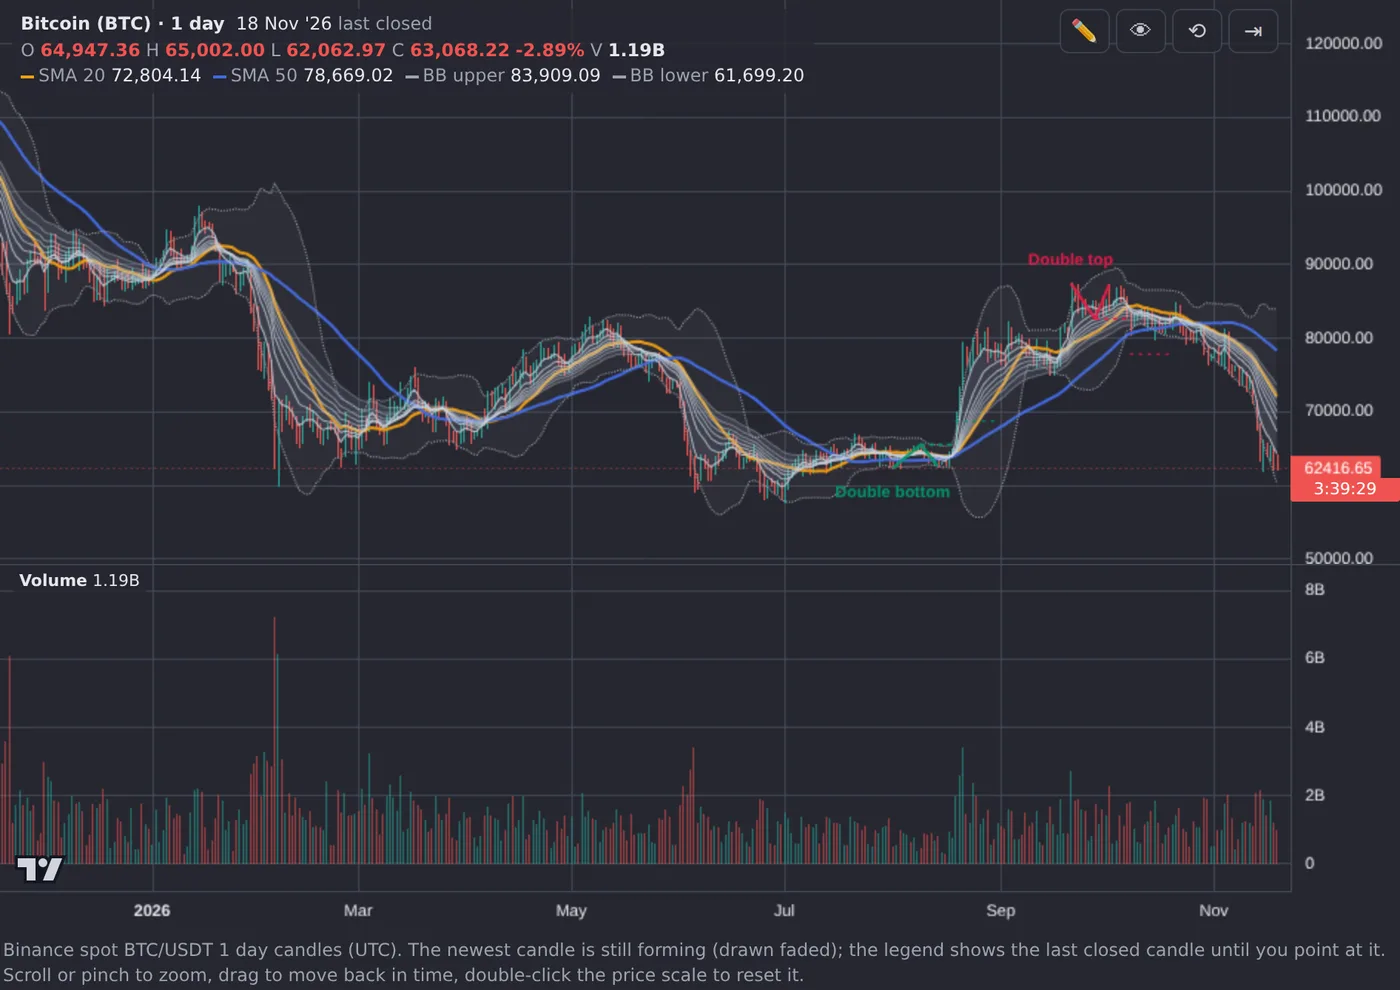 Bitcoin (BTC) · 1 day 18 Nov '26 last closed
O 64,947.36 H 65,002.00 L 62,062.97 C 63,068.22 -2.89% V 1.19B
SMA 20 72,804.14 SMA 50 78,669.02 BB upper 83,909.09 BB lower 61,699.20
120000.00
110000.00
100000.00
90000.00
80000.00
70000.00
62416.65
3:39:29
50000.00
Double top
Double bottom
Volume 1.19B
8B
6B
4B
2B
0
2026 Mar May Jul Sep Nov
Binance spot BTC/USDT 1 day candles (UTC). The newest candle is still forming (drawn faded); the legend shows the last closed candle until you point at it.
Scroll or pinch to zoom, drag to move back in time, double-click the price scale to reset it.